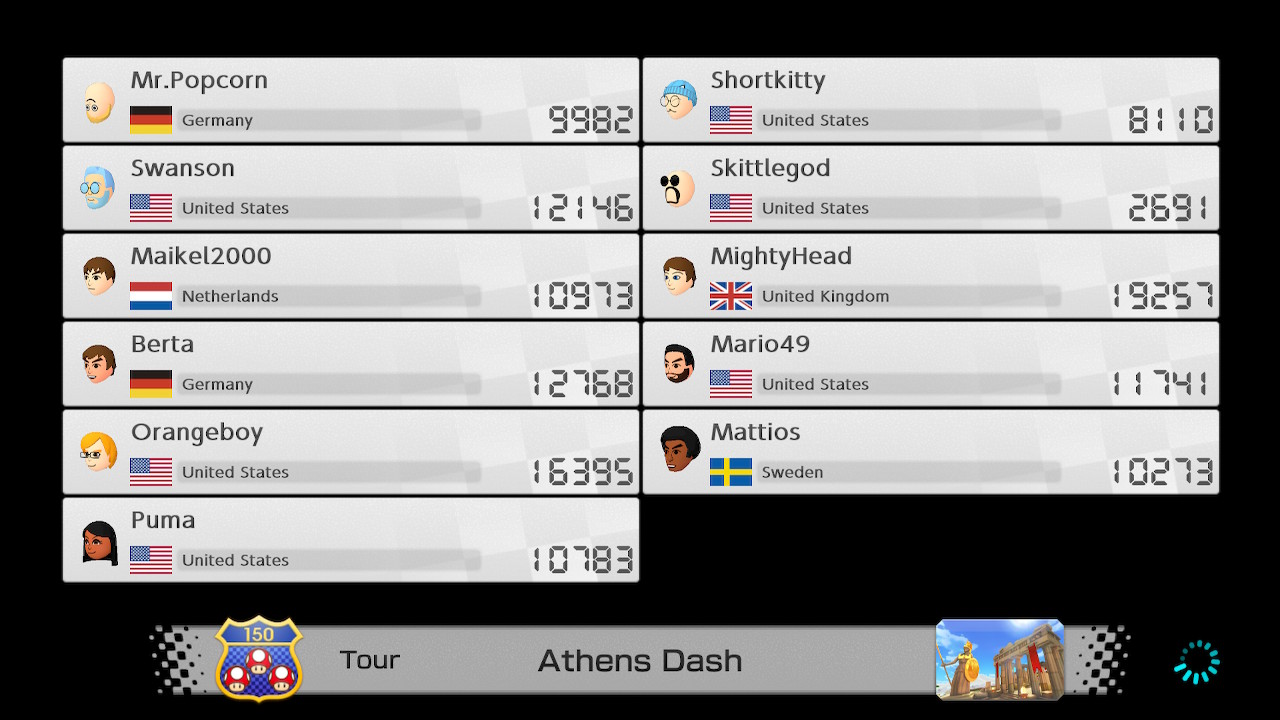 Mr.Popcorn
Germany 9982
Swanson
United States 12146
Maikel2000
Netherlands 10973
Berta
Germany 12768
Orangeboy
United States 16395
Puma
United States 10783
Shortkitty
United States 8110
Skittlegod
United States 2691
MightyHead
United Kingdom 19257
Mario49
United States 11741
Mattios
Sweden 10273
150
Tour Athens Dash